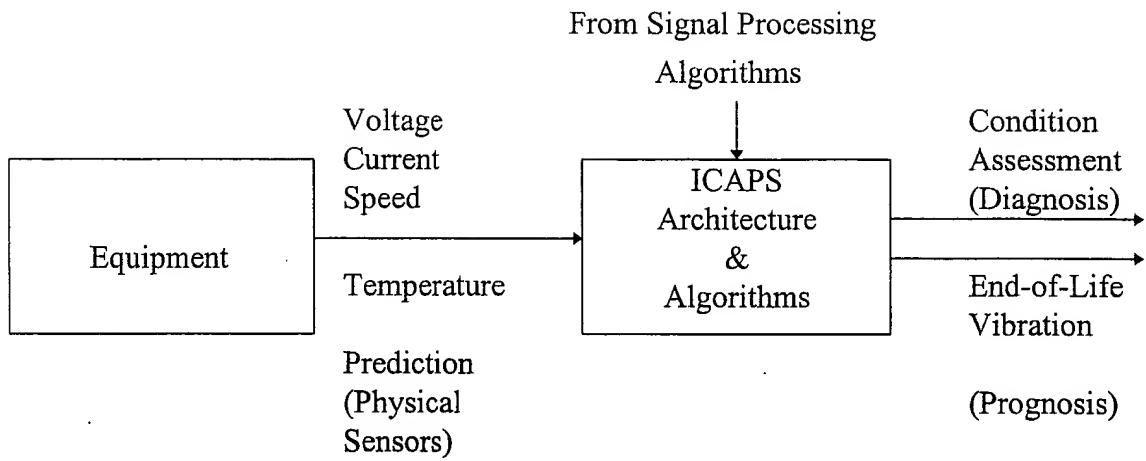 From Signal Processing
Algorithms
Voltage
Current
Speed
Equipment
Temperature
Prediction
(Physical
Sensors)
ICAPS
Architecture
&
Algorithms
Condition
Assessment
(Diagnosis)
End-of-Life
Vibration
(Prognosis)